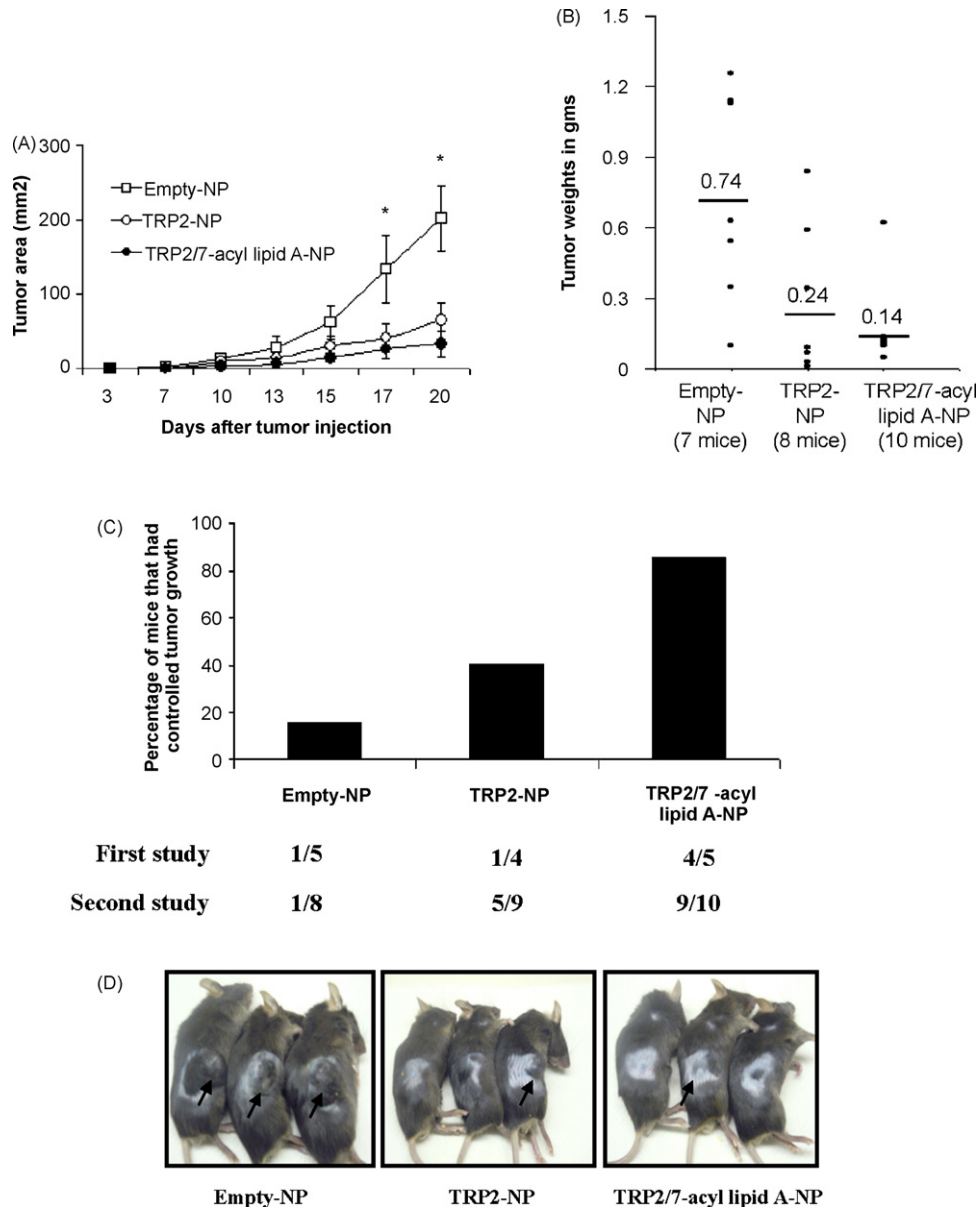 (A)
Tumor area (mm2)
300
200
100
0
*
*
Empty-NP
TRP2-NP
TRP2/7-acyl lipid A-NP
3 7 10 13 15 17 20
Days after tumor injection
(B)
Tumor weights in gms
1.5
1.2
0.9
0.6
0.3
0
0.74
0.24
0.14
Empty-
NP
(7 mice)
TRP2-
NP
(8 mice)
TRP2/7-acyl
lipid A-NP
(10 mice)
(C)
Percentage of mice that had
controlled tumor growth
100
80
60
40
20
0
Empty-NP
TRP2-NP
TRP2/7 -acyl
lipid A-NP
First study 1/5 1/4 4/5
Second study 1/8 5/9 9/10
(D)
Empty-NP
TRP2-NP
TRP2/7-acyl lipid A-NP